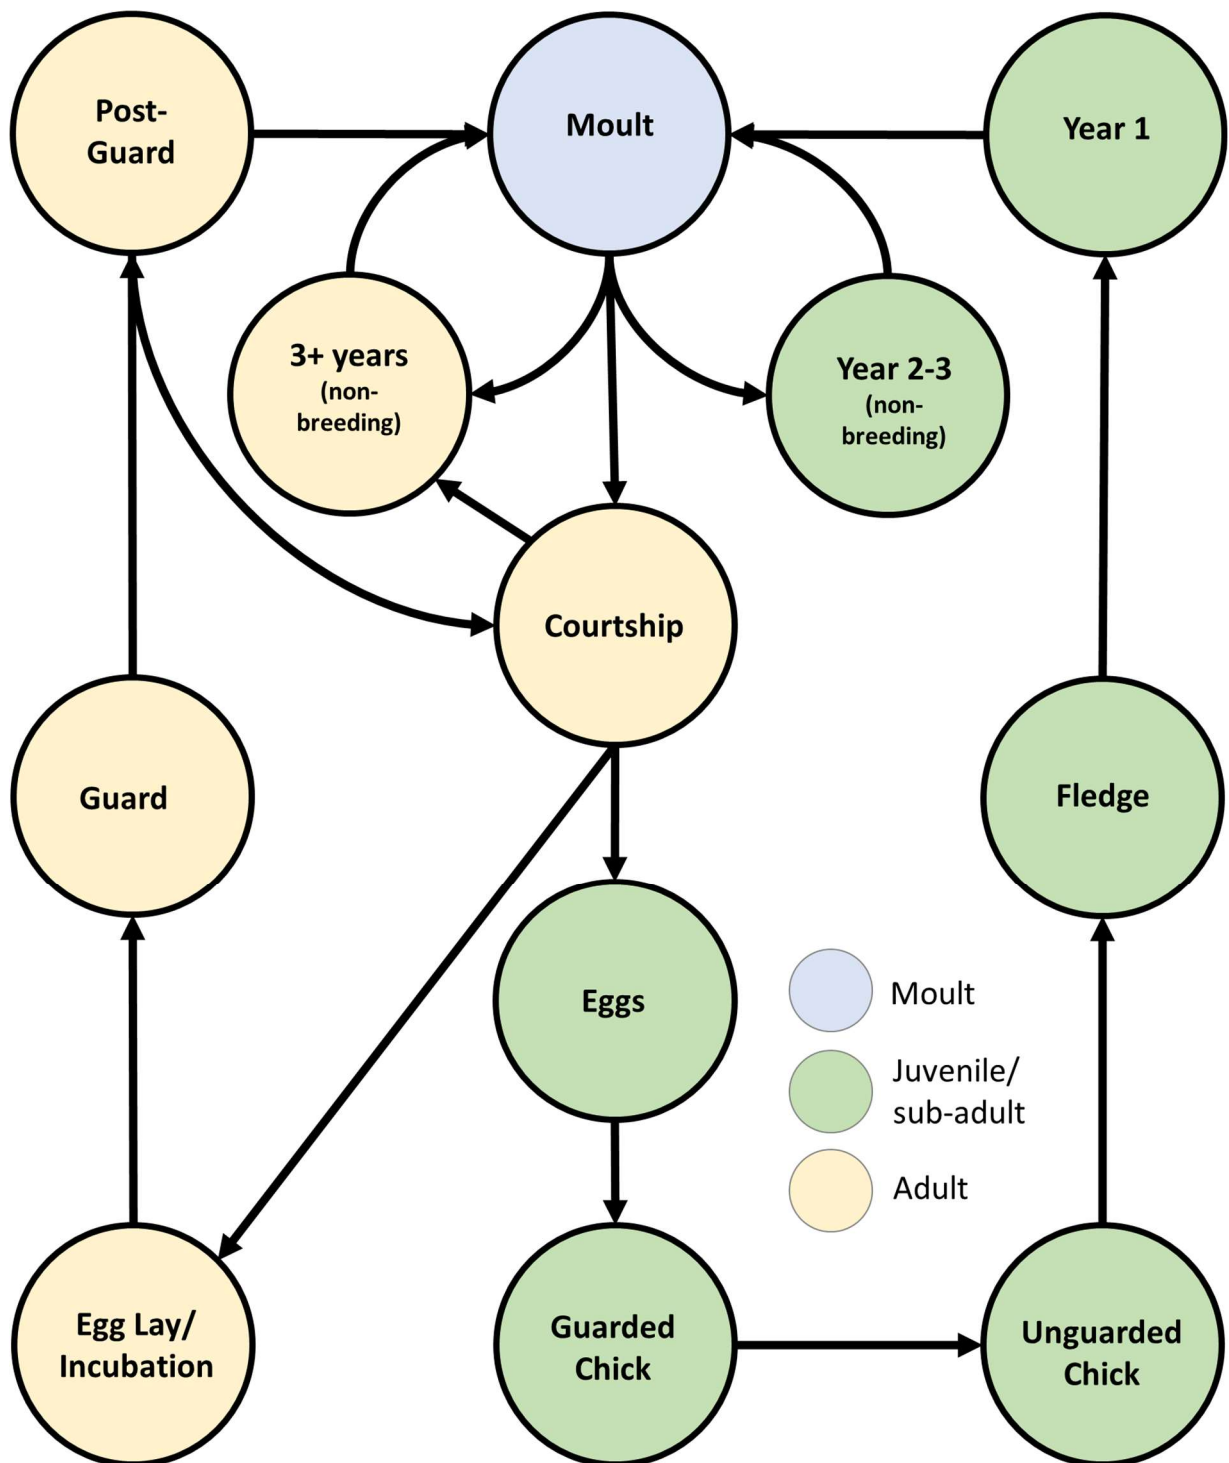 Post-
Guard
Moult
Year 1
3+ years
(non-
breeding)
Year 2-3
(non-
breeding)
Courtship
Guard
Fledge
Eggs
Moult
Juvenile/
sub-adult
Adult
Egg Lay/
Incubation
Guarded
Chick
Unguarded
Chick